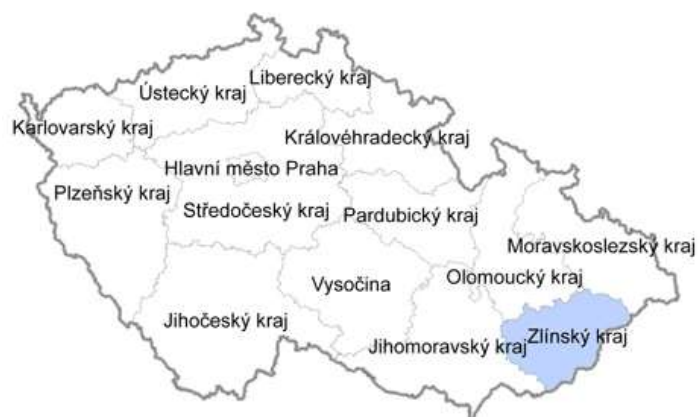 Liberecký kraj
Ústecký kraj
Karlovarský kraj
Královéhradecký kraj
Hlavní město Praha
Plzeňský kraj
Středočeský kraj
Pardubický kraj
Moravskoslezský kraj
Olomoucký kraj
Vysočina
Jihočeský kraj
Zlínský kraj
Jihomoravský kraj